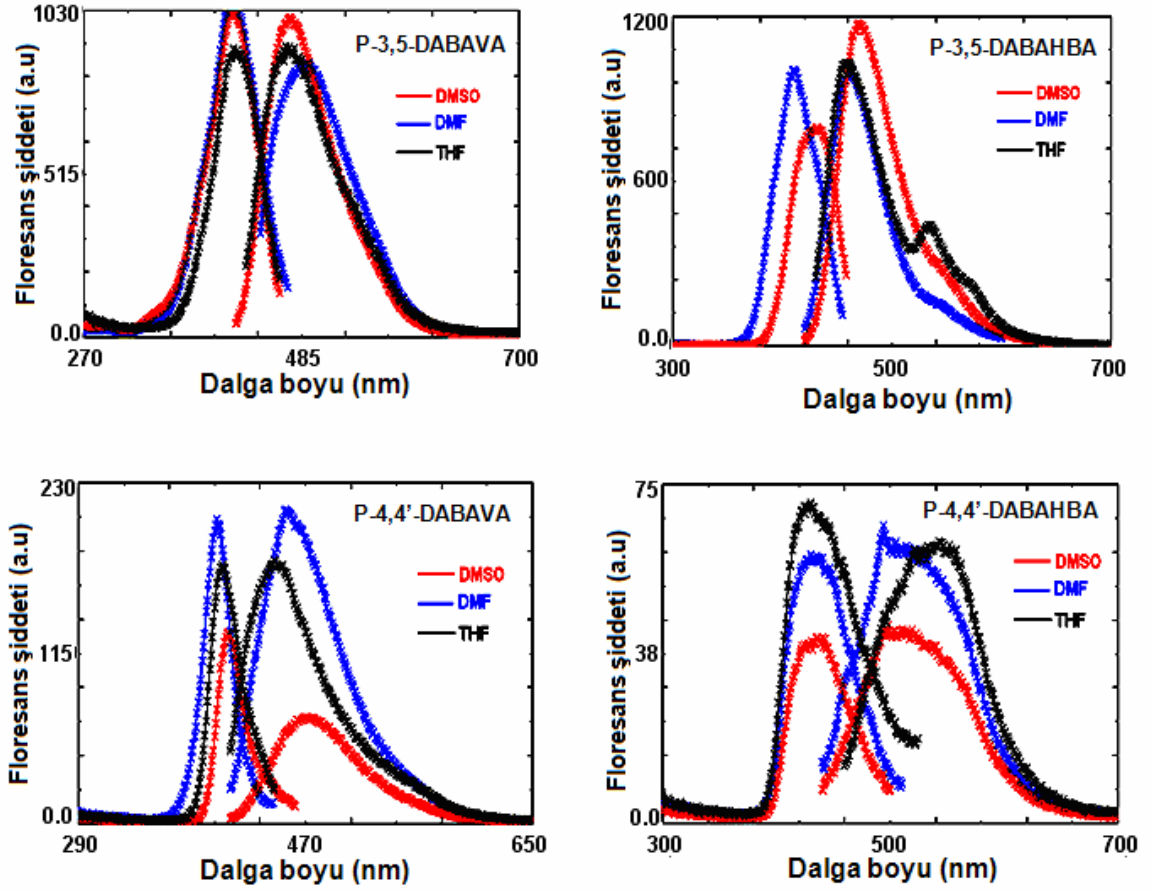 1030
P-3,5-DABAVA
DMSO
DMF
THF
515
0.0
270
485
700
Floresans şiddeti (a.u)
Dalga boyu (nm)
1200
P-3,5-DABAHBA
DMSO
DMF
THF
600
0.0
300
500
700
Floresans şiddeti (a.u)
Dalga boyu (nm)
230
P-4,4’-DABAVA
DMSO
DMF
THF
115
0.0
290
470
650
Floresans şiddeti (a.u)
Dalga boyu (nm)
75
P-4,4’-DABAHBA
DMSO
DMF
THF
38
0.0
300
500
700
Floresans şiddeti (a.u)
Dalga boyu (nm)